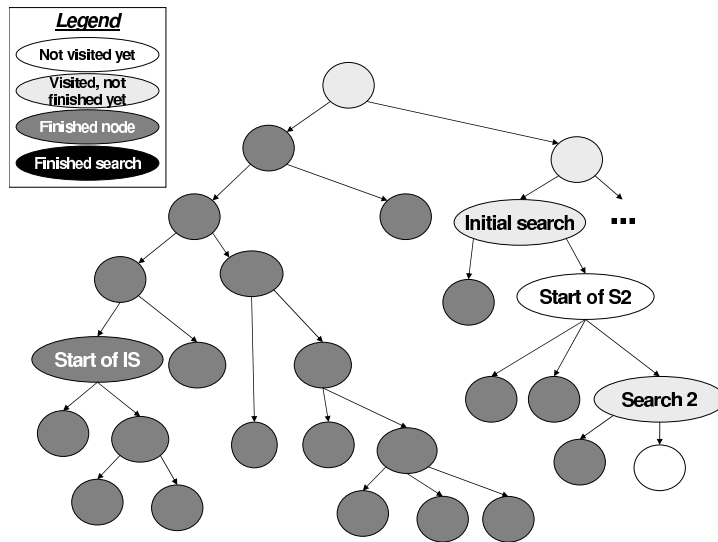 Legend
Not visited yet
Visited, not
finished yet
Finished node
Finished search
Initial search
...
Start of S2
Start of IS
Search 2